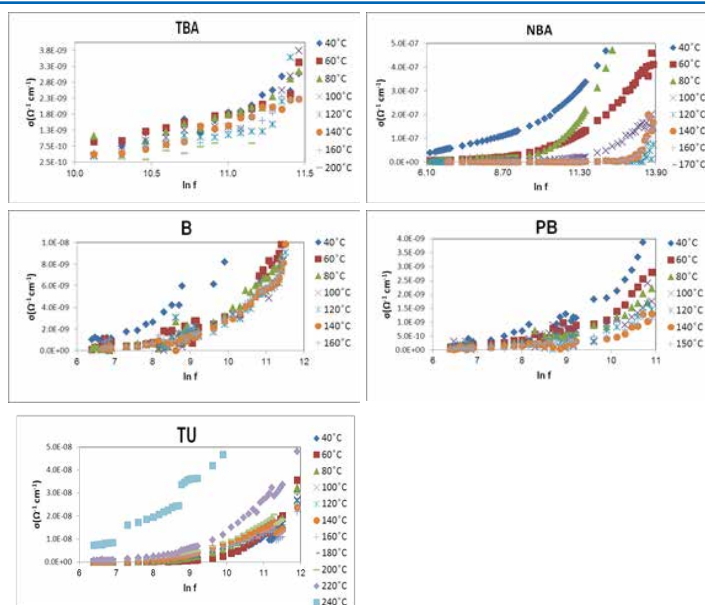 TBA
3.8E-09
3.3E-09
2.8E-09
2.3E-09
1.8E-09
1.3E-09
7.5E-10
2.5E-10
σ(Ω⁻¹ cm⁻¹)
10.0 10.5 11.0 11.5
ln f
40˚C
60˚C
80˚C
100˚C
120˚C
140˚C
160˚C
200˚C
NBA
5.0E-07
4.0E-07
3.0E-07
2.0E-07
1.0E-07
0.0E+00
σ(Ω⁻¹ cm⁻¹)
6.10 8.70 11.30 13.90
ln f
40˚C
60˚C
80˚C
100˚C
120˚C
140˚C
160˚C
170˚C
B
1.0E-08
8.0E-09
6.0E-09
4.0E-09
2.0E-09
0.0E+00
σ(Ω⁻¹ cm⁻¹)
6 7 8 9 10 11 12
ln f
40˚C
60˚C
80˚C
100˚C
120˚C
140˚C
160˚C
PB
4.0E-09
3.5E-09
3.0E-09
2.5E-09
2.0E-09
1.5E-09
1.0E-09
5.0E-10
0.0E+00
σ(Ω⁻¹ cm⁻¹)
6 7 8 9 10 11
ln f
40˚C
60˚C
80˚C
100˚C
120˚C
140˚C
150˚C
TU
5.0E-08
4.0E-08
3.0E-08
2.0E-08
1.0E-08
0.0E+00
σ(Ω⁻¹ cm⁻¹)
6 7 8 9 10 11 12
ln f
40˚C
60˚C
80˚C
100˚C
120˚C
140˚C
160˚C
180˚C
200˚C
220˚C
240˚C